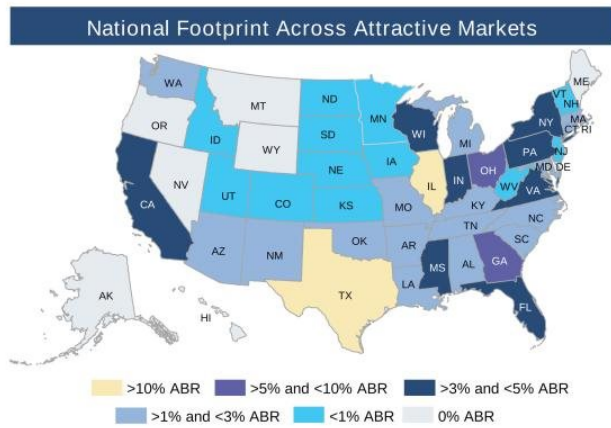 National Footprint Across Attractive Markets
WA
MT
ND
MN
ME
VT
NH
OR
ID
SD
WI
MI
NY
MA
CT RI
WY
NE
IA
PA
NJ
NV
UT
CO
KS
IL
IN
OH
MD DE
WV
VA
CA
MO
KY
AZ
NM
OK
AR
TN
NC
SC
TX
LA
MS
AL
GA
FL
AK
HI
>10% ABR >5% and <10% ABR >3% and <5% ABR
>1% and <3% ABR <1% ABR 0% ABR